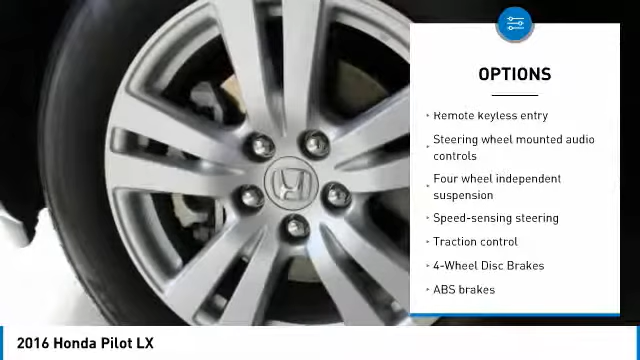 OPTIONS
Remote keyless entry
Steering wheel mounted audio
controls
Four wheel independent
suspension
Speed-sensing steering
Traction control
4-Wheel Disc Brakes
ABS brakes
2016 Honda Pilot LX